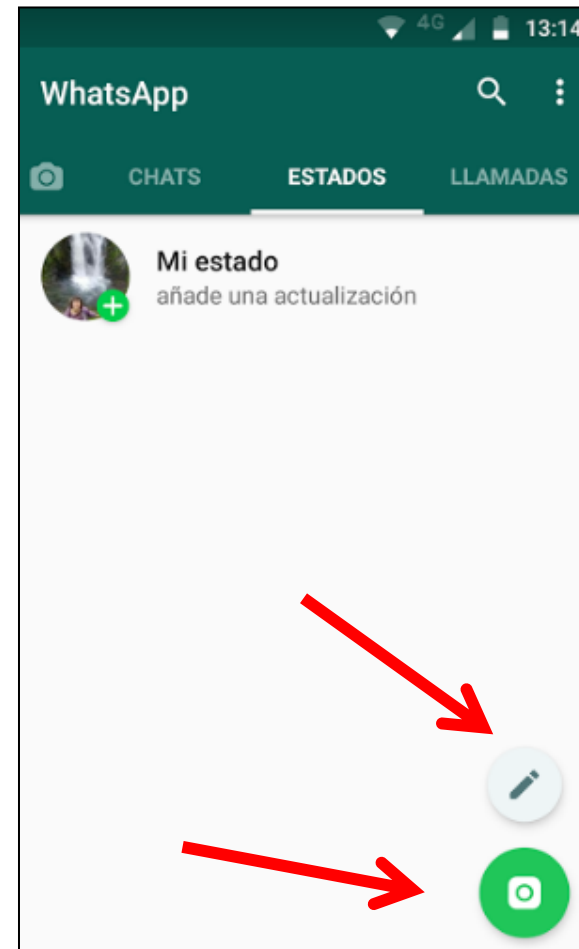 4G 13:14
WhatsApp
CHATS ESTADOS LLAMADAS
Mi estado
añade una actualización